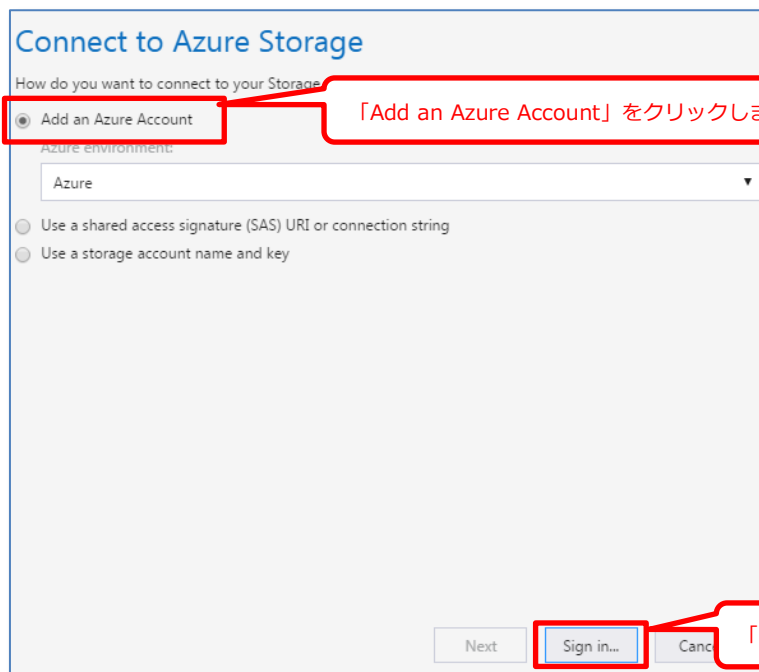 Connect to Azure Storage
How do you want to connect to your Storage
Add an Azure Account
「Add an Azure Account」をクリックしま
Azure environment:
Azure
Use a shared access signature (SAS) URI or connection string
Use a storage account name and key
Next
Sign in...
Canc
「